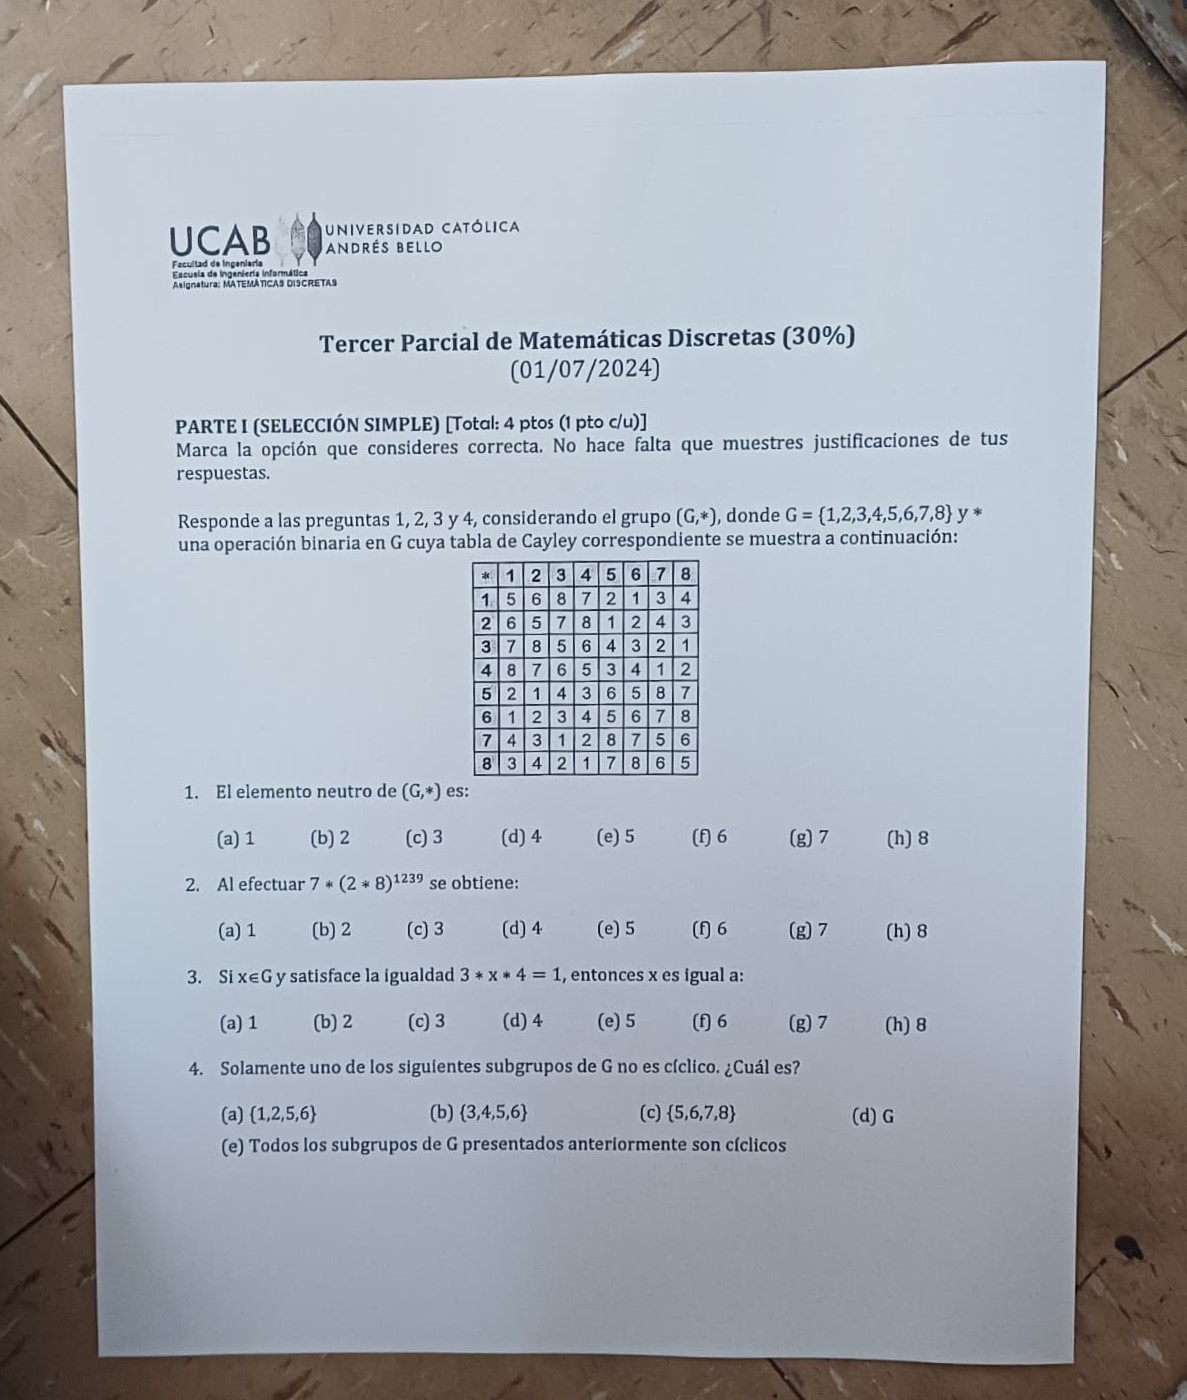 UCAB UNIVERSIDAD CATÓLICA
ANDRÉS BELLO
Facultad de Ingeniería
Escuela de Ingeniería Informática
Asignatura: MATEMÁTICAS DISCRETAS
Tercer Parcial de Matemáticas Discretas (30%)
(01/07/2024)
PARTE I (SELECCIÓN SIMPLE) [Total: 4 ptos (1 pto c/u)]
Marca la opción que consideres correcta. No hace falta que muestres justificaciones de tus
respuestas.
Responde a las preguntas 1, 2, 3 y 4, considerando el grupo (G,*), donde G = {1,2,3,4,5,6,7,8} y *
una operación binaria en G cuya tabla de Cayley correspondiente se muestra a continuación:
* 1 2 3 4 5 6 7 8
1 5 6 8 7 2 1 3 4
2 6 5 7 8 1 2 4 3
3 7 8 5 6 4 3 2 1
4 8 7 6 5 3 4 1 2
5 2 1 4 3 6 5 8 7
6 1 2 3 4 5 6 7 8
7 4 3 1 2 8 7 5 6
8 3 4 2 1 7 8 6 5
1. El elemento neutro de (G,*) es:
(a) 1 (b) 2 (c) 3 (d) 4 (e) 5 (f) 6 (g) 7 (h) 8
2. Al efectuar 7 * (2 * 8)¹²³⁹ se obtiene:
(a) 1 (b) 2 (c) 3 (d) 4 (e) 5 (f) 6 (g) 7 (h) 8
3. Si x∈G y satisface la igualdad 3 * x * 4 = 1, entonces x es igual a:
(a) 1 (b) 2 (c) 3 (d) 4 (e) 5 (f) 6 (g) 7 (h) 8
4. Solamente uno de los siguientes subgrupos de G no es cíclico. ¿Cuál es?
(a) {1,2,5,6} (b) {3,4,5,6} (c) {5,6,7,8} (d) G
(e) Todos los subgrupos de G presentados anteriormente son cíclicos